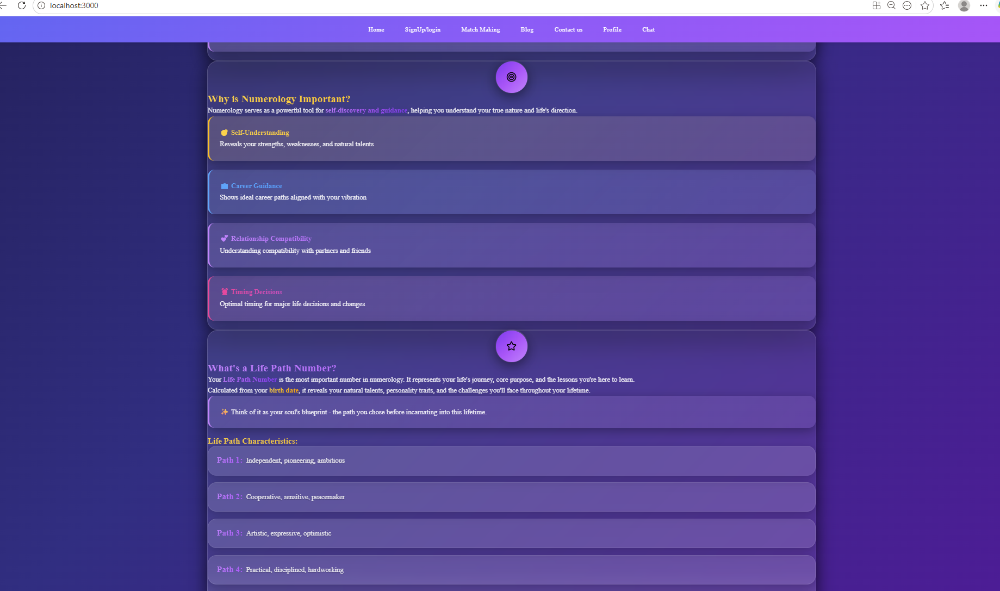 localhost:3000
Home SignUp/login Match Making Blog Contact us Profile Chat
Why is Numerology Important?
Numerology serves as a powerful tool for self-discovery and guidance, helping you understand your true nature and life's direction.
Self-Understanding
Reveals your strengths, weaknesses, and natural talents
Career Guidance
Shows ideal career paths aligned with your vibration
Relationship Compatibility
Understanding compatibility with partners and friends
Timing Decisions
Optimal timing for major life decisions and changes
What's a Life Path Number?
Your Life Path Number is the most important number in numerology. It represents your life's journey, core purpose, and the lessons you're here to learn.
Calculated from your birth date, it reveals your natural talents, personality traits, and the challenges you'll face throughout your lifetime.
✨ Think of it as your soul's blueprint - the path you chose before incarnating into this lifetime.
Life Path Characteristics:
Path 1: Independent, pioneering, ambitious
Path 2: Cooperative, sensitive, peacemaker
Path 3: Artistic, expressive, optimistic
Path 4: Practical, disciplined, hardworking